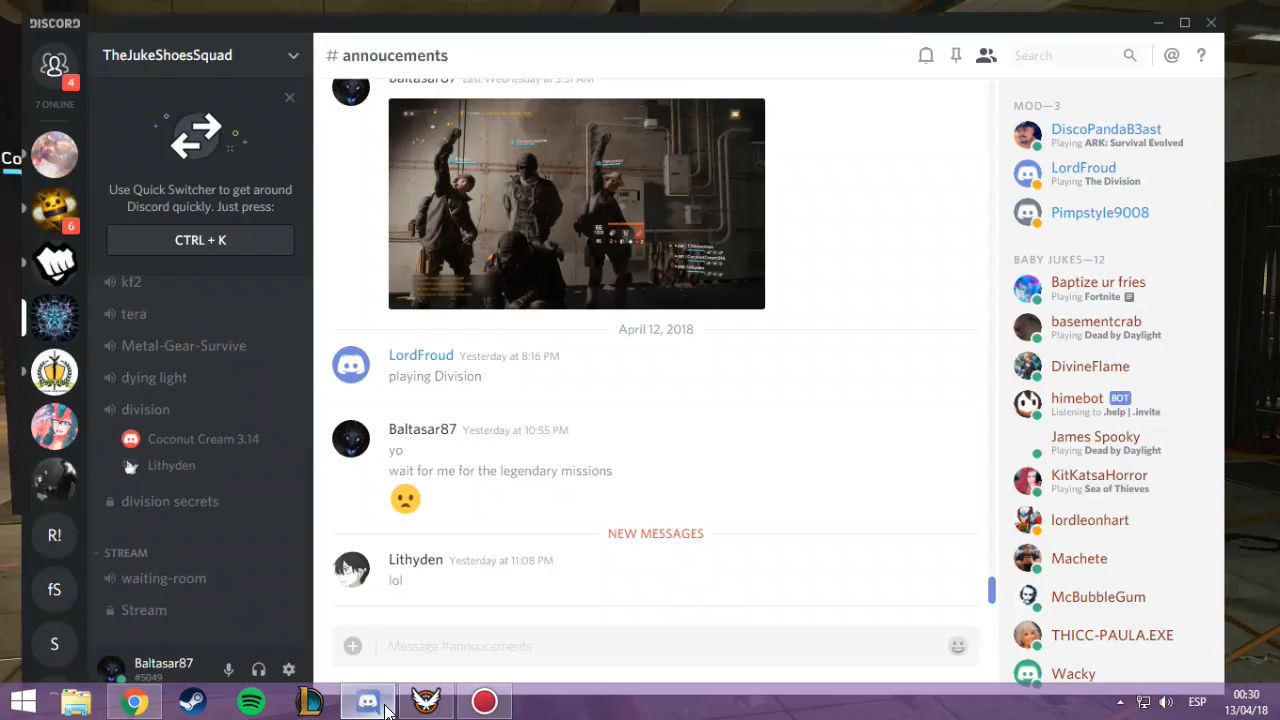 DISCORD
4
7 ONLINE
6
R!
fS
S
TheJukeShoesSquad
Use Quick Switcher to get around
Discord quickly. Just press:
CTRL + K
kf2
tera
Metal-Gear-Survive
dying light
division
Coconut Cream 3.14
Lithyden
division secrets
STREAM
waiting-room
Stream
Baltasar87
#5049
# annoucements
Search
@ ?
Baltasar87 Last Wednesday at 5:37 AM
April 12, 2018
LordFroud Yesterday at 8:16 PM
playing Division
Baltasar87 Yesterday at 10:55 PM
yo
wait for me for the legendary missions
NEW MESSAGES
Lithyden Yesterday at 11:08 PM
lol
Message #annoucements
MOD—3
DiscoPandaB3ast
Playing ARK: Survival Evolved
LordFroud
Playing The Division
Pimpstyle9008
BABY JUKES—12
Baptize ur fries
Playing Fortnite
basementcrab
Playing Dead by Daylight
DivineFlame
himebot BOT
Listening to .help | .invite
James Spooky
Playing Dead by Daylight
KitKatsaHorror
Playing Sea of Thieves
lordleonhart
Machete
McBubbleGum
THICC-PAULA.EXE
Wacky
Co
ESP
00:30
13/04/18